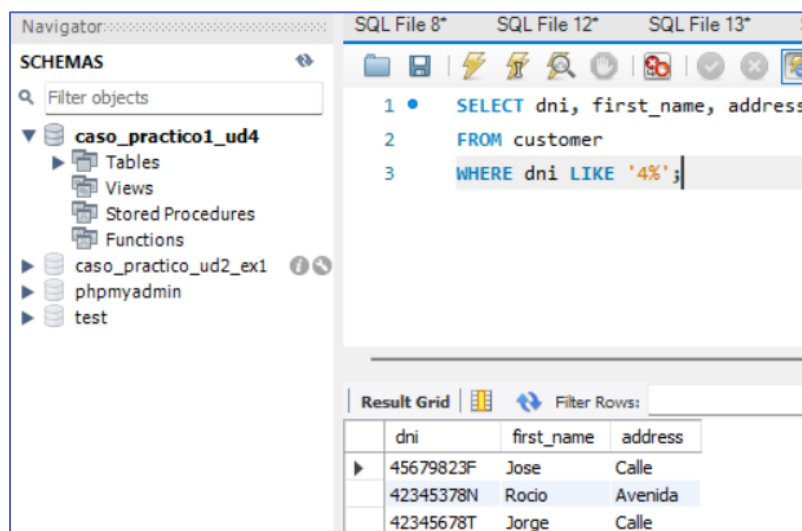 Navigator
SCHEMAS
Filter objects
caso_practico1_ud4
Tables
Views
Stored Procedures
Functions
caso_practico_ud2_ex1
phpmyadmin
test
SQL File 8* SQL File 12* SQL File 13*
1 SELECT dni, first_name, address
2 FROM customer
3 WHERE dni LIKE '4%';
Result Grid Filter Rows:
dni first_name address
45679823F Jose Calle
42345378N Rocio Avenida
42345678T Jorge Calle